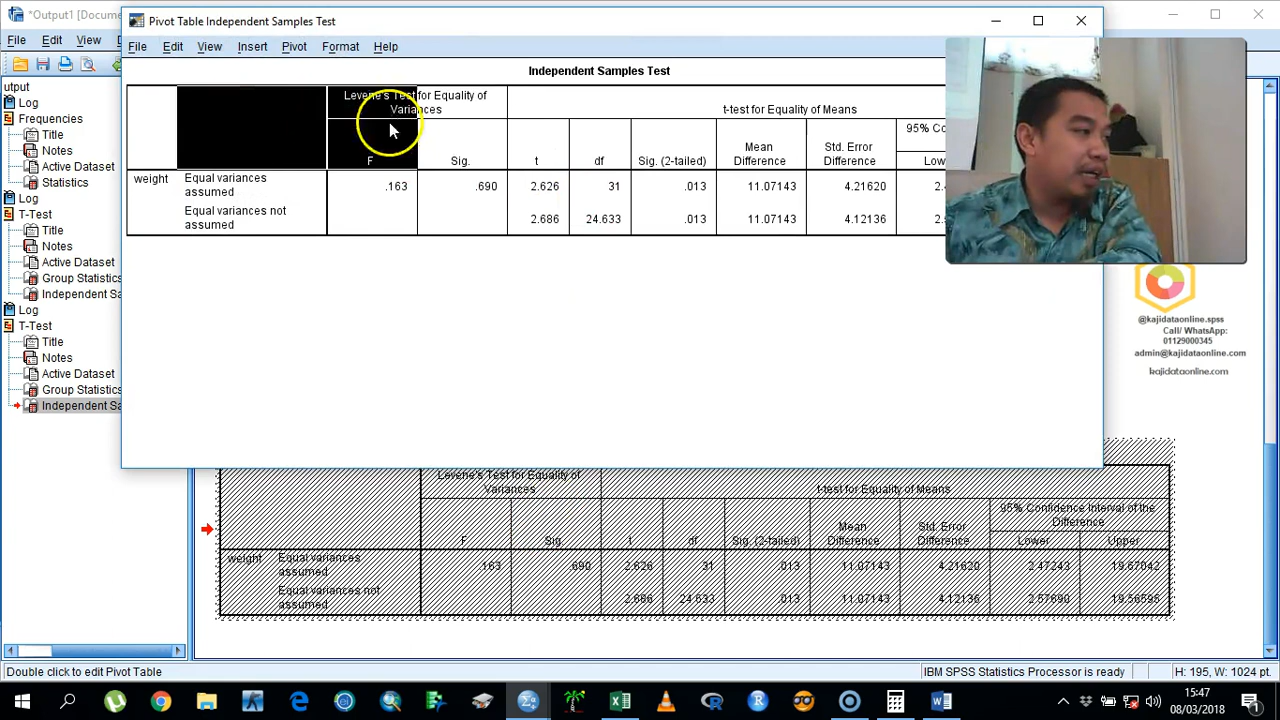 *Output1 [Docume
Pivot Table Independent Samples Test
File Edit View
File Edit View Insert Pivot Format Help
utput
Log
Frequencies
Title
Notes
Active Dataset
Statistics
Log
T-Test
Title
Notes
Active Dataset
Group Statistics
Independent Sa
Log
T-Test
Title
Notes
Active Dataset
Group Statistics
Independent Sa
Independent Samples Test
Levene's Test for Equality of
Variances
t-test for Equality of Means
95% Co
F Sig. t df Sig. (2-tailed) Mean Difference Std. Error Difference Low
weight Equal variances assumed .163 .690 2.626 31 .013 11.07143 4.21620 2.
Equal variances not assumed 2.686 24.633 .013 11.07143 4.12136 2.
@kajidataonline.spss
Call/ WhatsApp:
01129000345
admin@kajidataonline.com
kajidataonline.com
Levene's Test for Equality of
Variances
t-test for Equality of Means
95% Confidence Interval of the
Difference
F Sig. t df Sig. (2-tailed) Mean Difference Std. Error Difference Lower Upper
weight Equal variances assumed .163 .690 2.626 31 .013 11.07143 4.21620 2.47243 19.67042
Equal variances not assumed 2.686 24.633 .013 11.07143 4.12136 2.57690 19.56595
Double click to edit Pivot Table
IBM SPSS Statistics Processor is ready
H: 195, W: 1024 pt.
15:47
08/03/2018